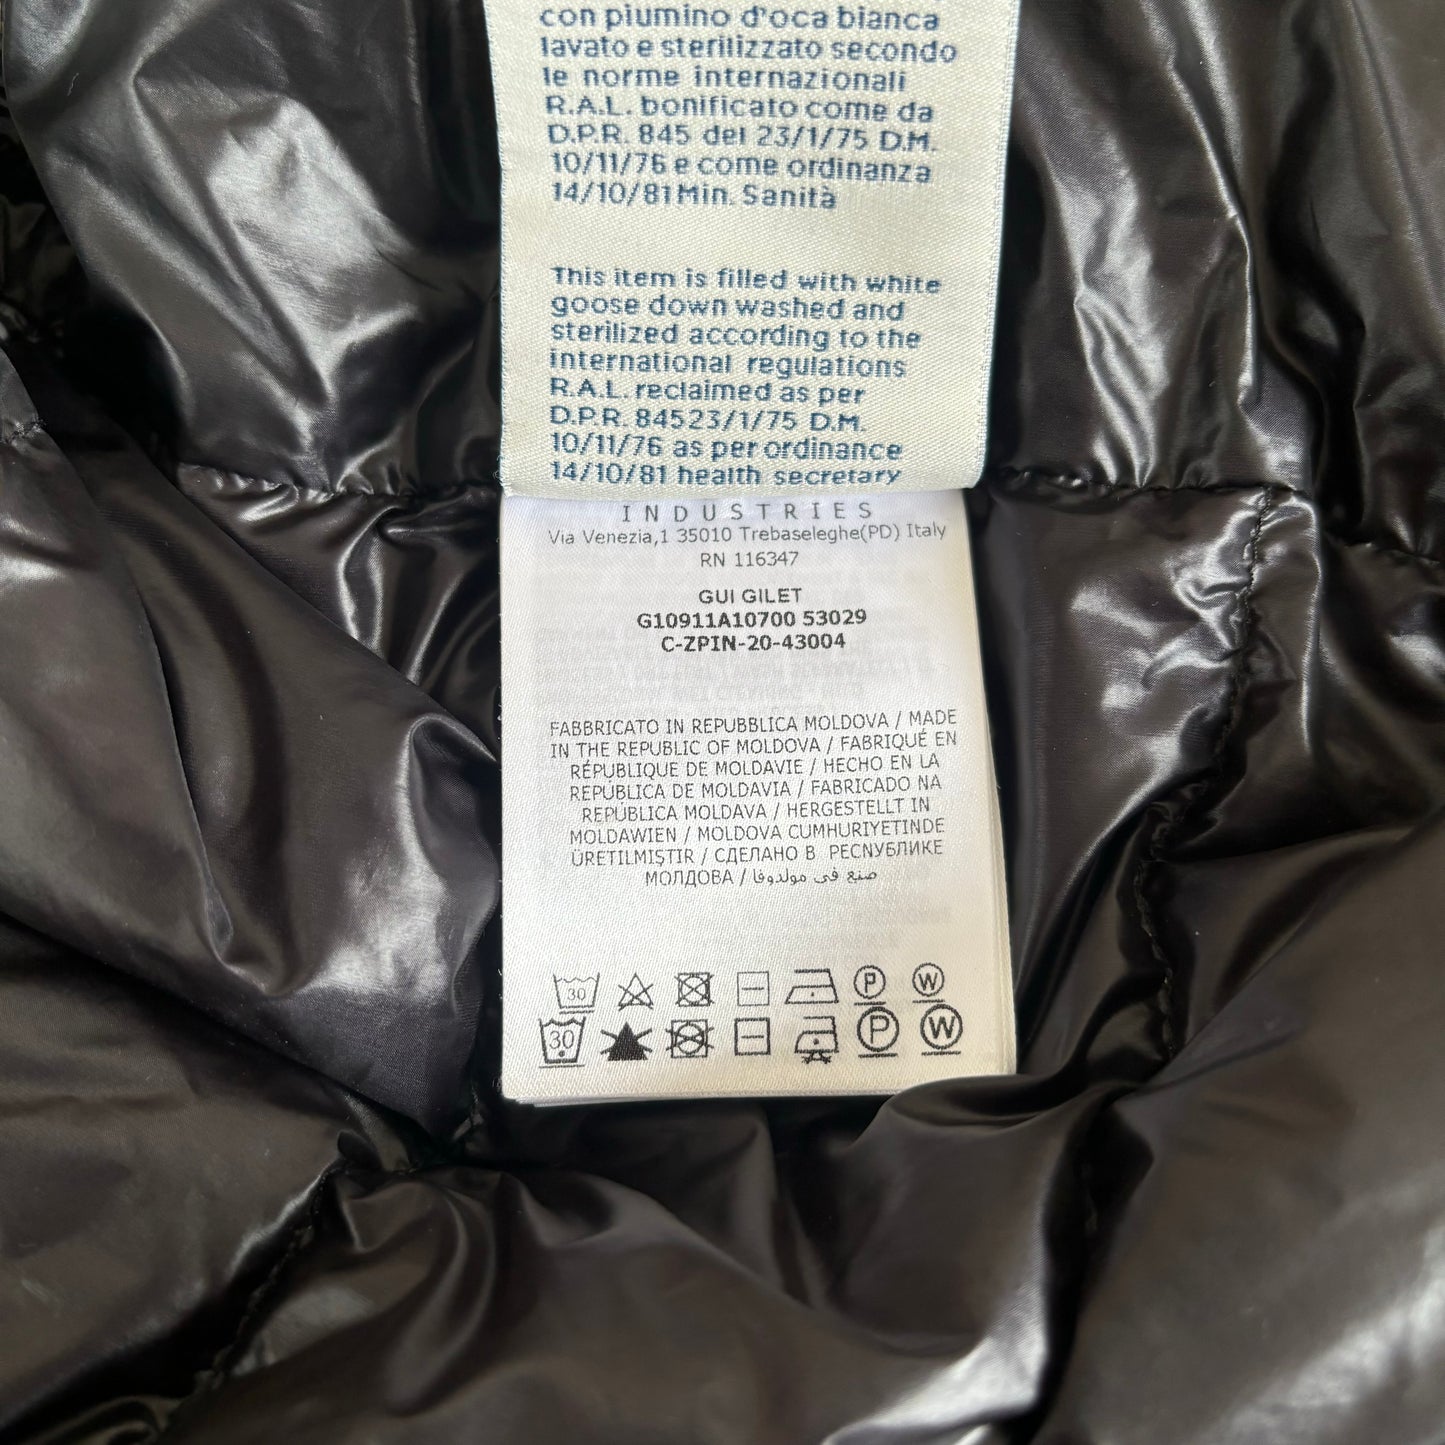 con piumino d'oca bianca
lavato e sterilizzato secondo
le norme internazionali
R.A.L. bonificato come da
D.P.R. 845 del 23/1/75 D.M.
10/11/76 e come ordinanza
14/10/81 Min. Sanità
This item is filled with white
goose down washed and
sterilized according to the
international regulations
R.A.L. reclaimed as per
D.P.R. 84523/1/75 D.M.
10/11/76 as per ordinance
14/10/81 health secretary
INDUSTRIES
Via Venezia,1 35010 Trebaseleghe(PD) Italy
RN 116347
GUI GILET
G10911A10700 53029
C-ZPIN-20-43004
FABBRICATO IN REPUBBLICA MOLDOVA / MADE
IN THE REPUBLIC OF MOLDOVA / FABRIQUÉ EN
RÉPUBLIQUE DE MOLDAVIE / HECHO EN LA
REPÚBLICA DE MOLDAVIA / FABRICADO NA
REPÚBLICA MOLDAVA / HERGESTELLT IN
MOLDAWIEN / MOLDOVA CUMHURIYETINDE
ÜRETILMIŞTIR / СДЕЛАНО В РЕСПУБЛИКЕ
МОЛДОВА / صنع في مولدوفا
30 P W
30 P W